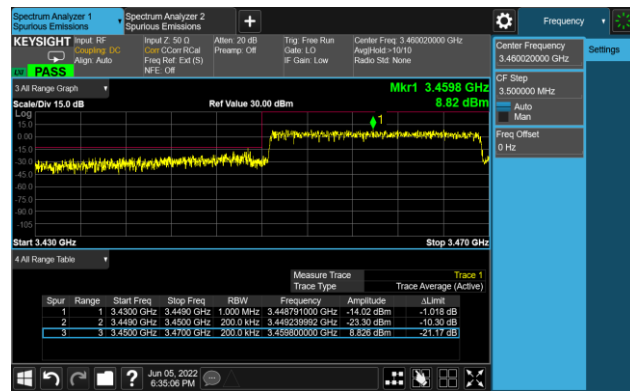 Spectrum Analyzer 1
Spurious Emissions
Spectrum Analyzer 2
Spurious Emissions
+
Frequency
KEYSIGHT
PASS
Input: RF
Coupling: DC
Align: Auto
Input Z: 50 Ω
Corr CCorr RCal
Freq Ref: Ext (S)
NFE: Off
Atten: 20 dB
Preamp: Off
Trig: Free Run
Gate: LO
IF Gain: Low
Center Freq: 3.460020000 GHz
Avg|Hold:>10/10
Radio Std: None
Center Frequency
3.460020000 GHz
Settings
CF Step
3.500000 MHz
Auto
Man
Freq Offset
0 Hz
3 All Range Graph
Mkr1 3.4598 GHz
Scale/Div 15.0 dB
Ref Value 30.00 dBm
8.82 dBm
Log
15.0
0.00
-15.0
-30.0
-45.0
-60.0
-75.0
-90.0
-105
1
Start 3.430 GHz
Stop 3.470 GHz
4 All Range Table
Measure Trace Trace 1
Trace Type Trace Average (Active)
Spur Range Start Freq Stop Freq RBW Frequency Amplitude ΔLimit
1 1 3.4300 GHz 3.4490 GHz 1.000 MHz 3.448791000 GHz -14.02 dBm -1.018 dB
2 2 3.4490 GHz 3.4500 GHz 200.0 kHz 3.449239992 GHz -23.30 dBm -10.30 dB
3 3 3.4500 GHz 3.4700 GHz 200.0 kHz 3.459800000 GHz 8.826 dBm -21.17 dB
?
Jun 05, 2022
6:35:06 PM